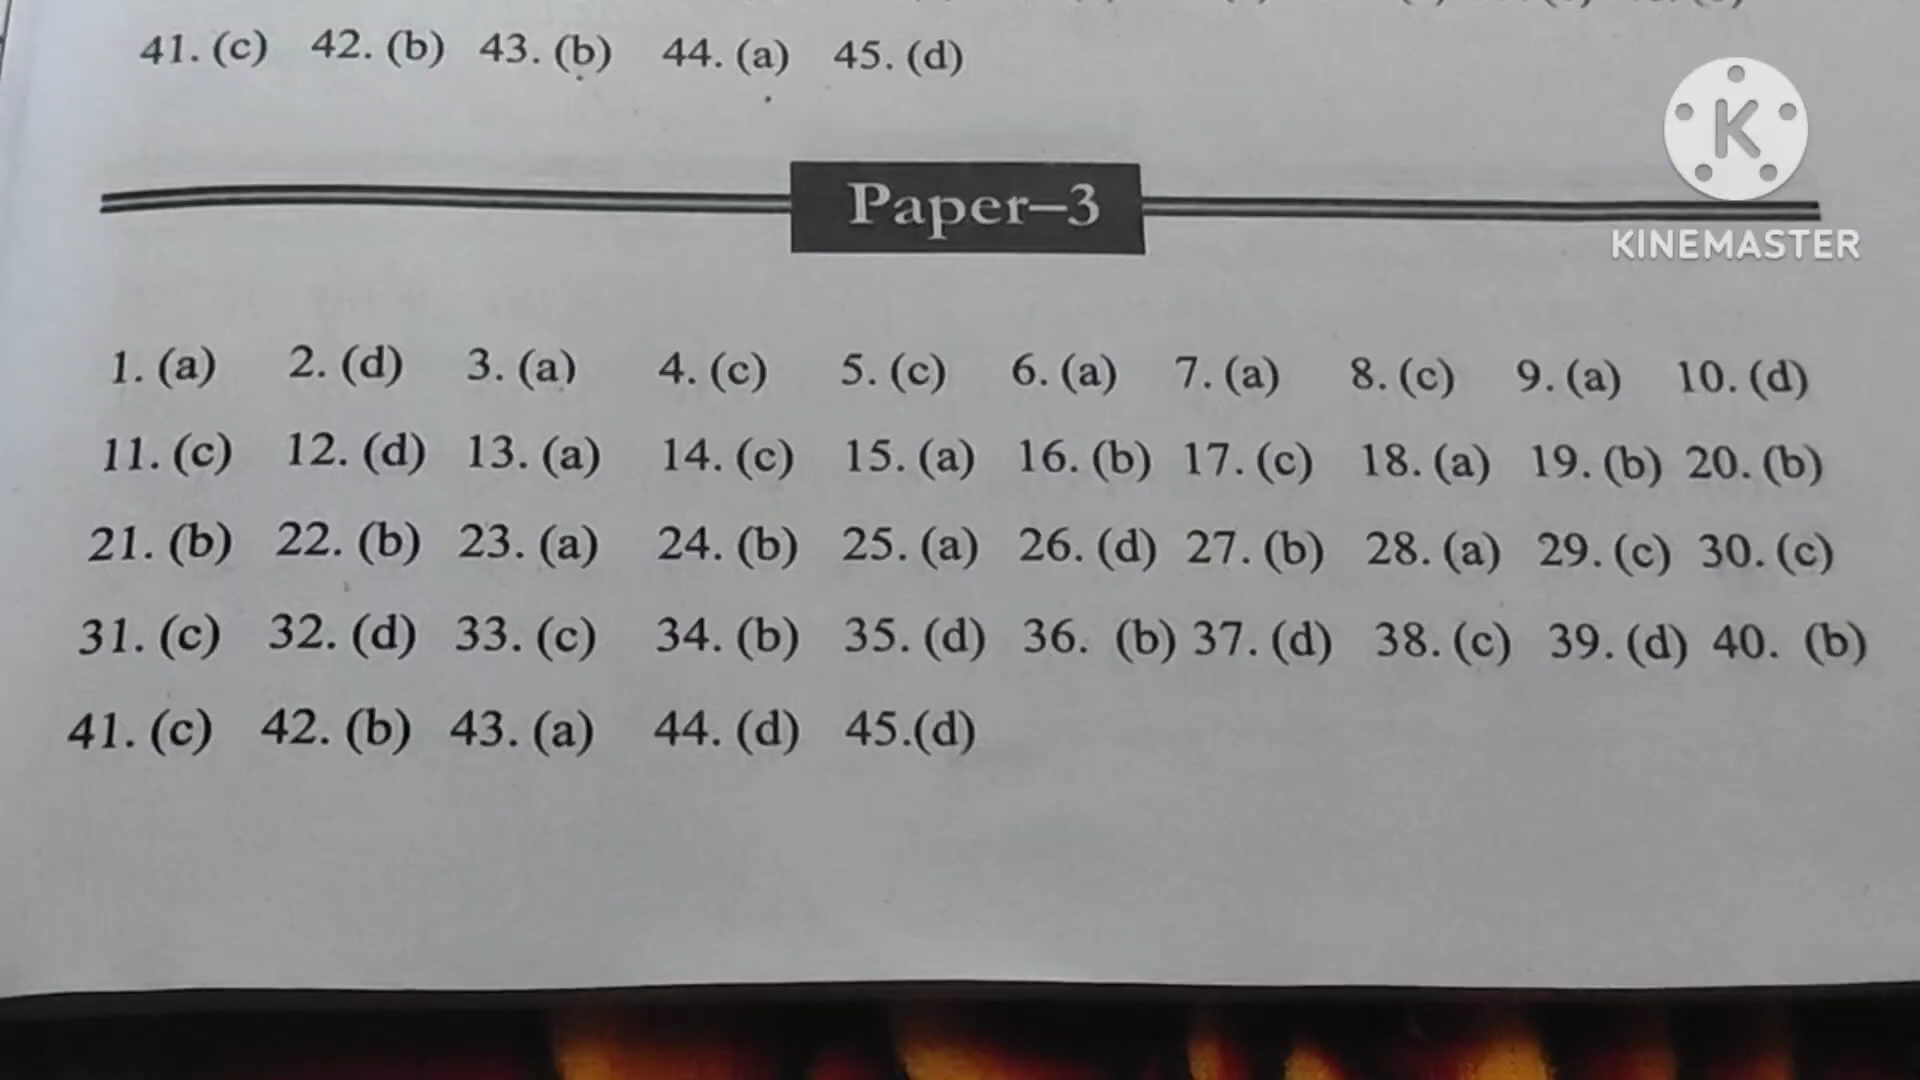 41. (c) 42. (b) 43. (b) 44. (a) 45. (d)
K
KINEMASTER
Paper–3
1. (a) 2. (d) 3. (a) 4. (c) 5. (c) 6. (a) 7. (a) 8. (c) 9. (a) 10. (d)
11. (c) 12. (d) 13. (a) 14. (c) 15. (a) 16. (b) 17. (c) 18. (a) 19. (b) 20. (b)
21. (b) 22. (b) 23. (a) 24. (b) 25. (a) 26. (d) 27. (b) 28. (a) 29. (c) 30. (c)
31. (c) 32. (d) 33. (c) 34. (b) 35. (d) 36. (b) 37. (d) 38. (c) 39. (d) 40. (b)
41. (c) 42. (b) 43. (a) 44. (d) 45.(d)